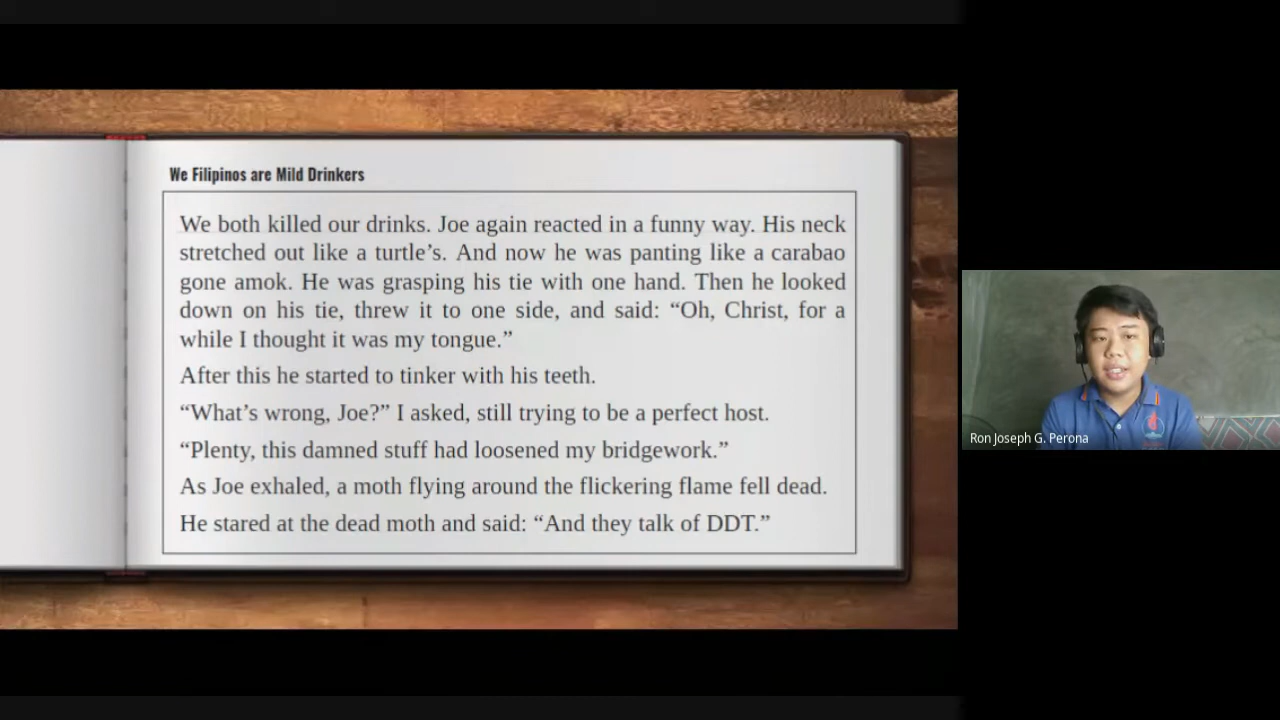 We Filipinos are Mild Drinkers
We both killed our drinks. Joe again reacted in a funny way. His neck
stretched out like a turtle’s. And now he was panting like a carabao
gone amok. He was grasping his tie with one hand. Then he looked
down on his tie, threw it to one side, and said: “Oh, Christ, for a
while I thought it was my tongue.”
After this he started to tinker with his teeth.
“What’s wrong, Joe?” I asked, still trying to be a perfect host.
“Plenty, this damned stuff had loosened my bridgework.”
As Joe exhaled, a moth flying around the flickering flame fell dead.
He stared at the dead moth and said: “And they talk of DDT.”
Ron Joseph G. Perona